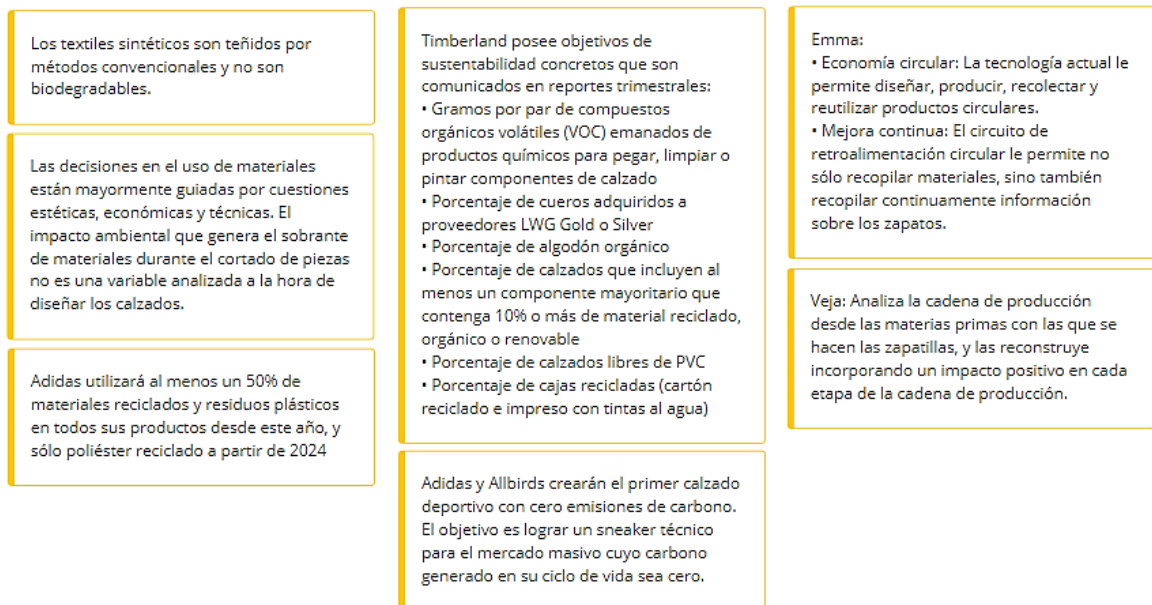 Los textiles sintéticos son teñidos por
métodos convencionales y no son
biodegradables.
Las decisiones en el uso de materiales
están mayormente guiadas por cuestiones
estéticas, económicas y técnicas. El
impacto ambiental que genera el sobrante
de materiales durante el cortado de piezas
no es una variable analizada a la hora de
diseñar los calzados.
Adidas utilizará al menos un 50% de
materiales reciclados y residuos plásticos
en todos sus productos desde este año, y
sólo poliéster reciclado a partir de 2024
Timberland posee objetivos de
sustentabilidad concretos que son
comunicados en reportes trimestrales:
• Gramos por par de compuestos
orgánicos volátiles (VOC) emanados de
productos químicos para pegar, limpiar o
pintar componentes de calzado
• Porcentaje de cueros adquiridos a
proveedores LWG Gold o Silver
• Porcentaje de algodón orgánico
• Porcentaje de calzados que incluyen al
menos un componente mayoritario que
contenga 10% o más de material reciclado,
orgánico o renovable
• Porcentaje de calzados libres de PVC
• Porcentaje de cajas recicladas (cartón
reciclado e impreso con tintas al agua)
Adidas y Allbirds crearán el primer calzado
deportivo con cero emisiones de carbono.
El objetivo es lograr un sneaker técnico
para el mercado masivo cuyo carbono
generado en su ciclo de vida sea cero.
Emma:
• Economía circular: La tecnología actual le
permite diseñar, producir, recolectar y
reutilizar productos circulares.
• Mejora continua: El circuito de
retroalimentación circular le permite no
sólo recopilar materiales, sino también
recopilar continuamente información
sobre los zapatos.
Veja: Analiza la cadena de producción
desde las materias primas con las que se
hacen las zapatillas, y las reconstruye
incorporando un impacto positivo en cada
etapa de la cadena de producción.